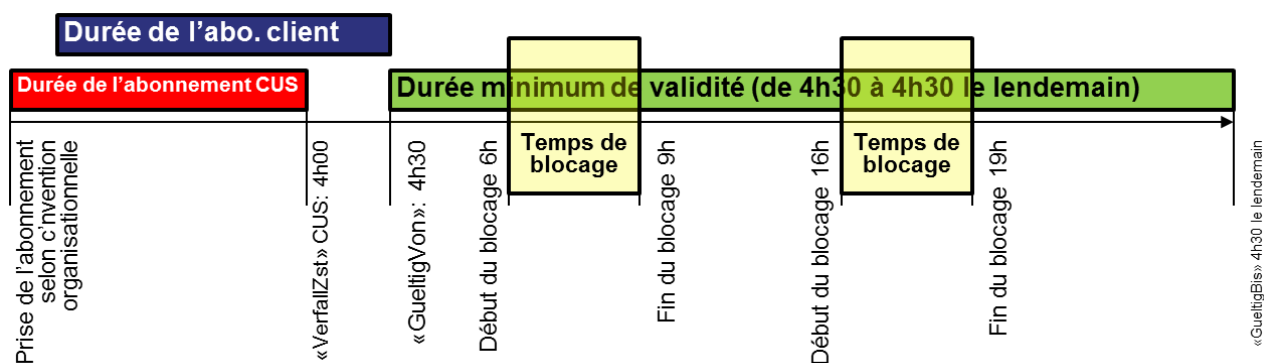 Durée de l'abo. client
Durée de l'abonnement CUS
Durée minimum de validité (de 4h30 à 4h30 le lendemain)
Temps de
blocage
Temps de
blocage
Prise de l'abonnement
selon c'nvention
organisationnelle
«VerfallZst» CUS: 4h00
«GueltigVon»: 4h30
Début du blocage 6h
Fin du blocage 9h
Début du blocage 16h
Fin du blocage 19h
«GueltigBis» 4h30 le lendemain